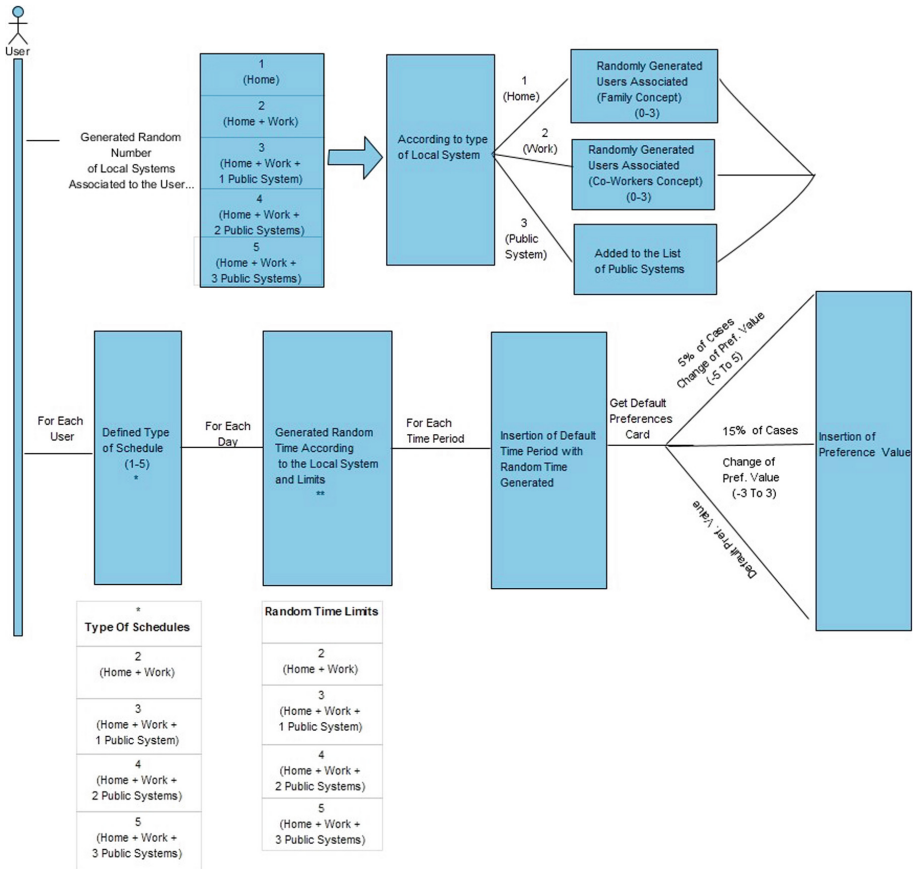 User
Generated Random
Number
of Local Systems
Associated to the User...
1
(Home)
2
(Home + Work)
3
(Home + Work +
1 Public System)
4
(Home + Work +
2 Public Systems)
5
(Home + Work +
3 Public Systems)
According to type
of Local System
1
(Home)
2
(Work)
3
(Public
System)
Randomly Generated
Users Associated
(Family Concept)
(0-3)
Randomly Generated
Users Associated
(Co-Workers Concept)
(0-3)
Added to the List
of Public Systems
For Each
User
Defined Type
of Schedule
(1-5)
*
For Each
Day
Generated Random
Time According
to the Local System
and Limits
**
For Each
Time Period
Insertion of Default
Time Period with
Random Time
Generated
Get Default
Preferences
Card
5% of Cases
Change of Pref. Value
(-5 To 5)
15% of Cases
Change of
Pref. Value
(-3 To 3)
Default Pref. Value
Insertion of
Preference Value
*
Type Of Schedules
2
(Home + Work)
3
(Home + Work +
1 Public System)
4
(Home + Work +
2 Public Systems)
5
(Home + Work +
3 Public Systems)
Random Time Limits
2
(Home + Work)
3
(Home + Work +
1 Public System)
4
(Home + Work +
2 Public Systems)
5
(Home + Work +
3 Public Systems)